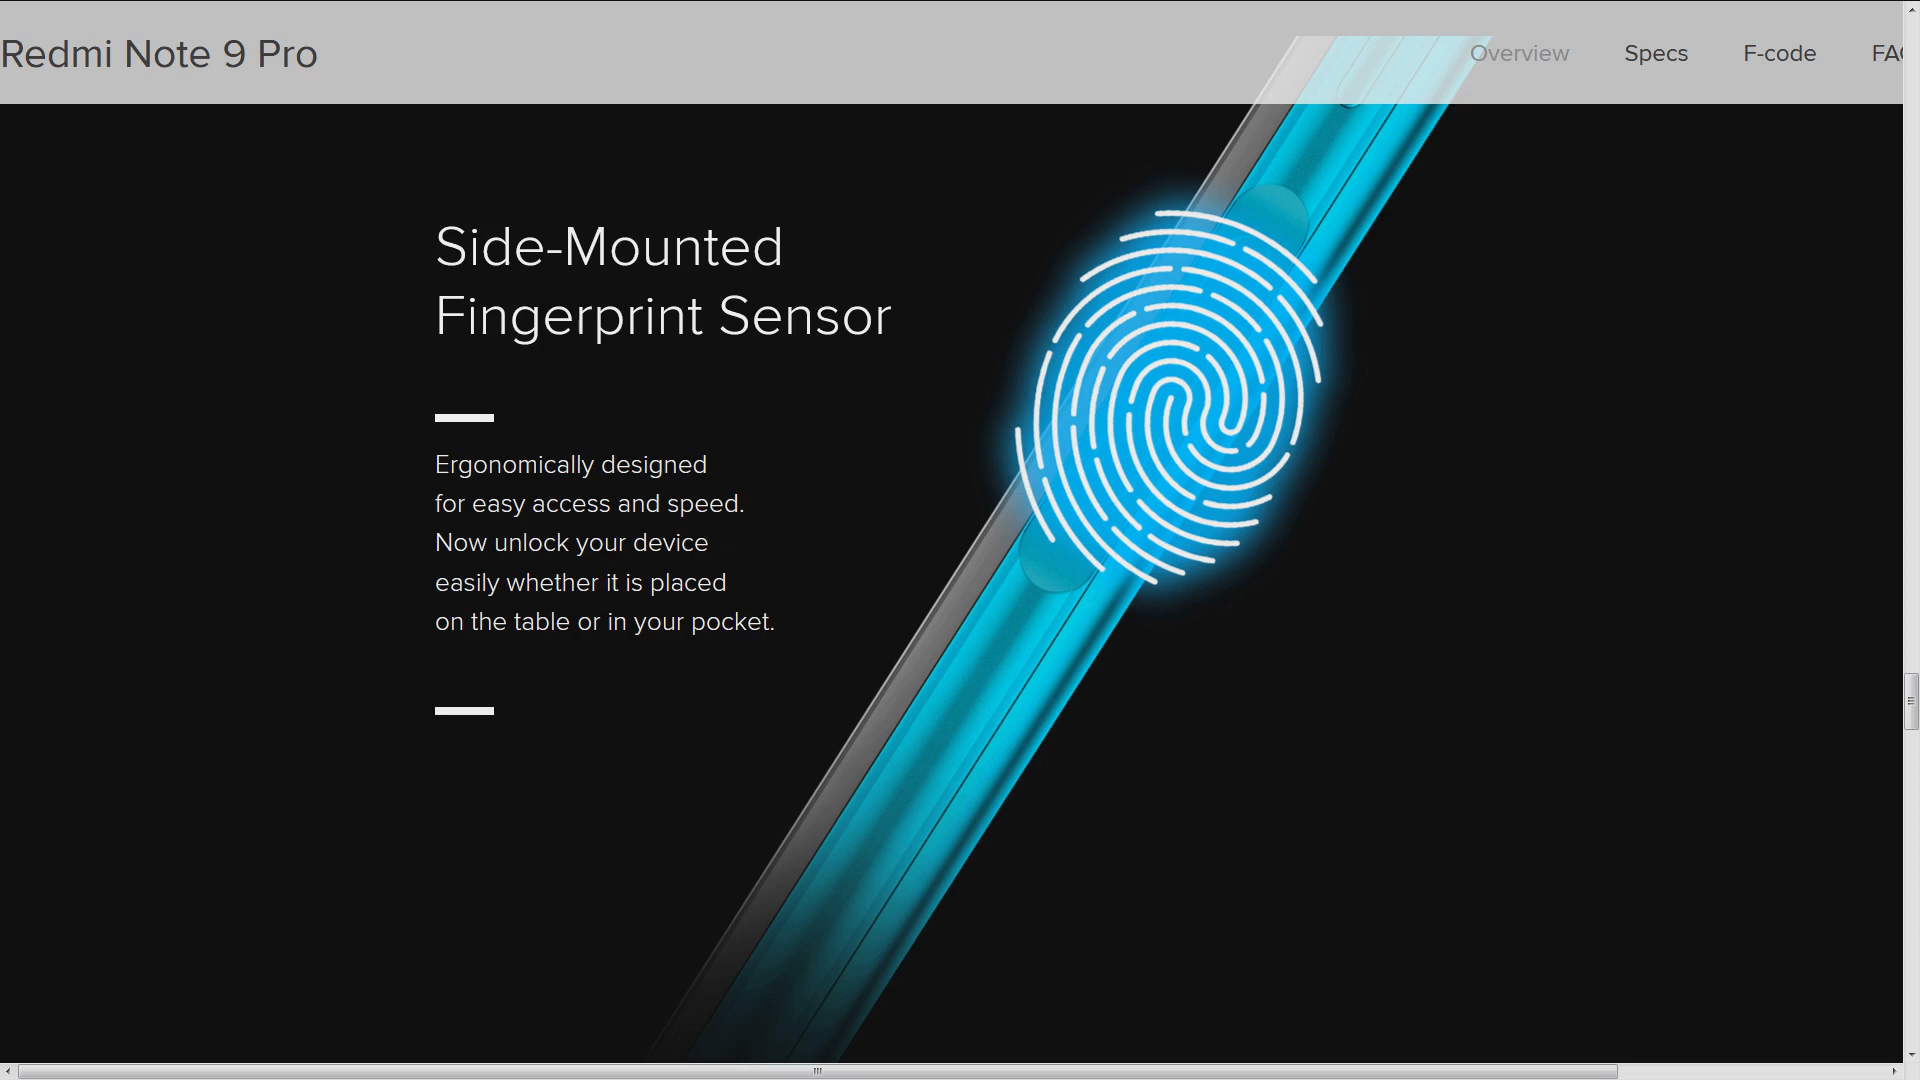 Redmi Note 9 Pro
Overview
Specs
F-code
Side-Mounted
Fingerprint Sensor
Ergonomically designed
for easy access and speed.
Now unlock your device
easily whether it is placed
on the table or in your pocket.